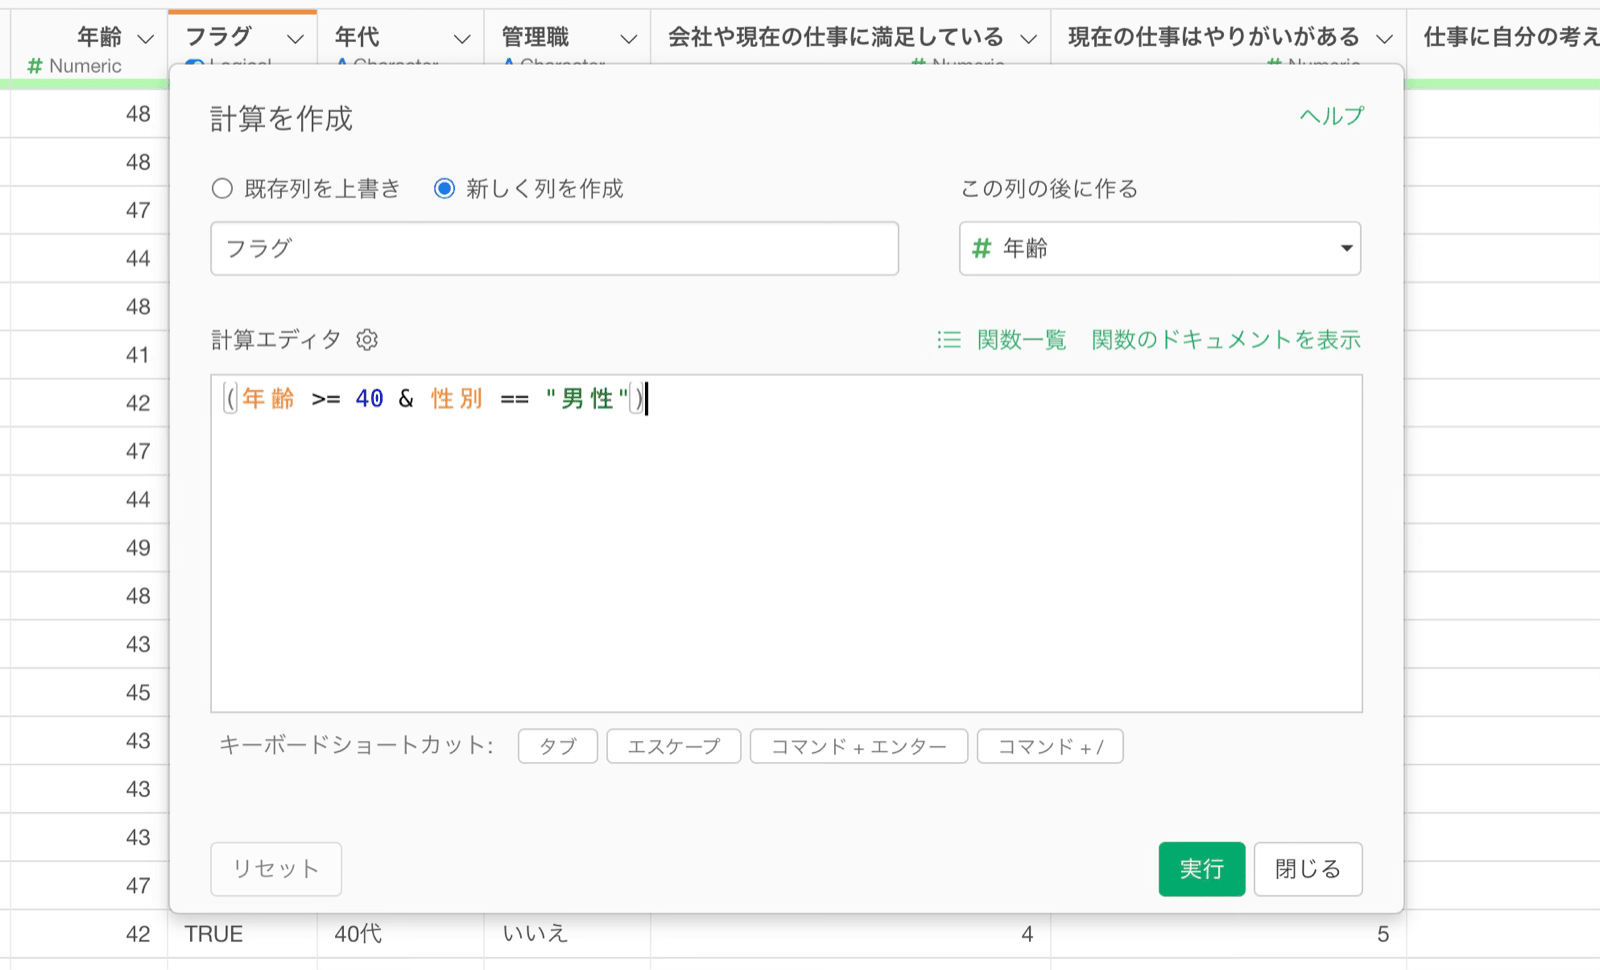 年齢 フラグ 年代 管理職 会社や現在の仕事に満足している 現在の仕事はやりがいがある 仕事に自分の考え
# Numeric Logical Character Character # Numeric # Numeric
計算を作成 ヘルプ
既存列を上書き 新しく列を作成 この列の後に作る
フラグ # 年齢
計算エディタ 関数一覧 関数のドキュメントを表示
(年齢 >= 40 & 性別 == "男性")
キーボードショートカット: タブ エスケープ コマンド + エンター コマンド + /
リセット 実行 閉じる
48
48
47
44
48
41
42
47
44
49
48
43
45
43
43
43
47
42 TRUE 40代 いいえ 4 5